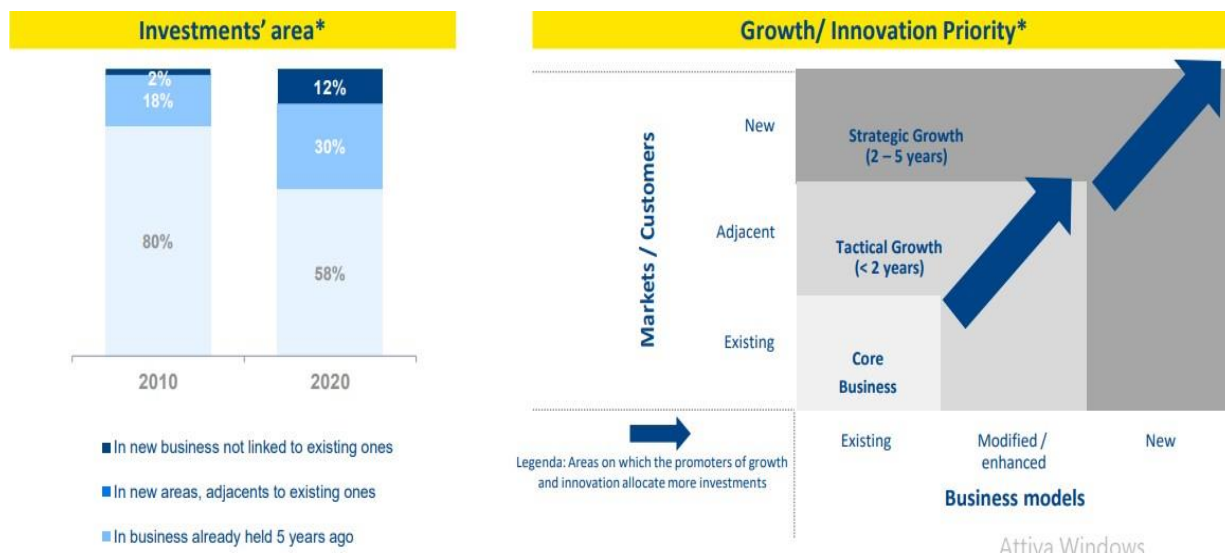 Investments' area*
2%
18%
80%
12%
30%
58%
2010
2020
In new business not linked to existing ones
In new areas, adjacents to existing ones
In business already held 5 years ago
Growth/ Innovation Priority*
Markets / Customers
New
Adjacent
Existing
Strategic Growth
(2 – 5 years)
Tactical Growth
(< 2 years)
Core
Business
Existing
Modified /
enhanced
New
Business models
Legenda: Areas on which the promoters of growth
and innovation allocate more investments
Attiva Windows